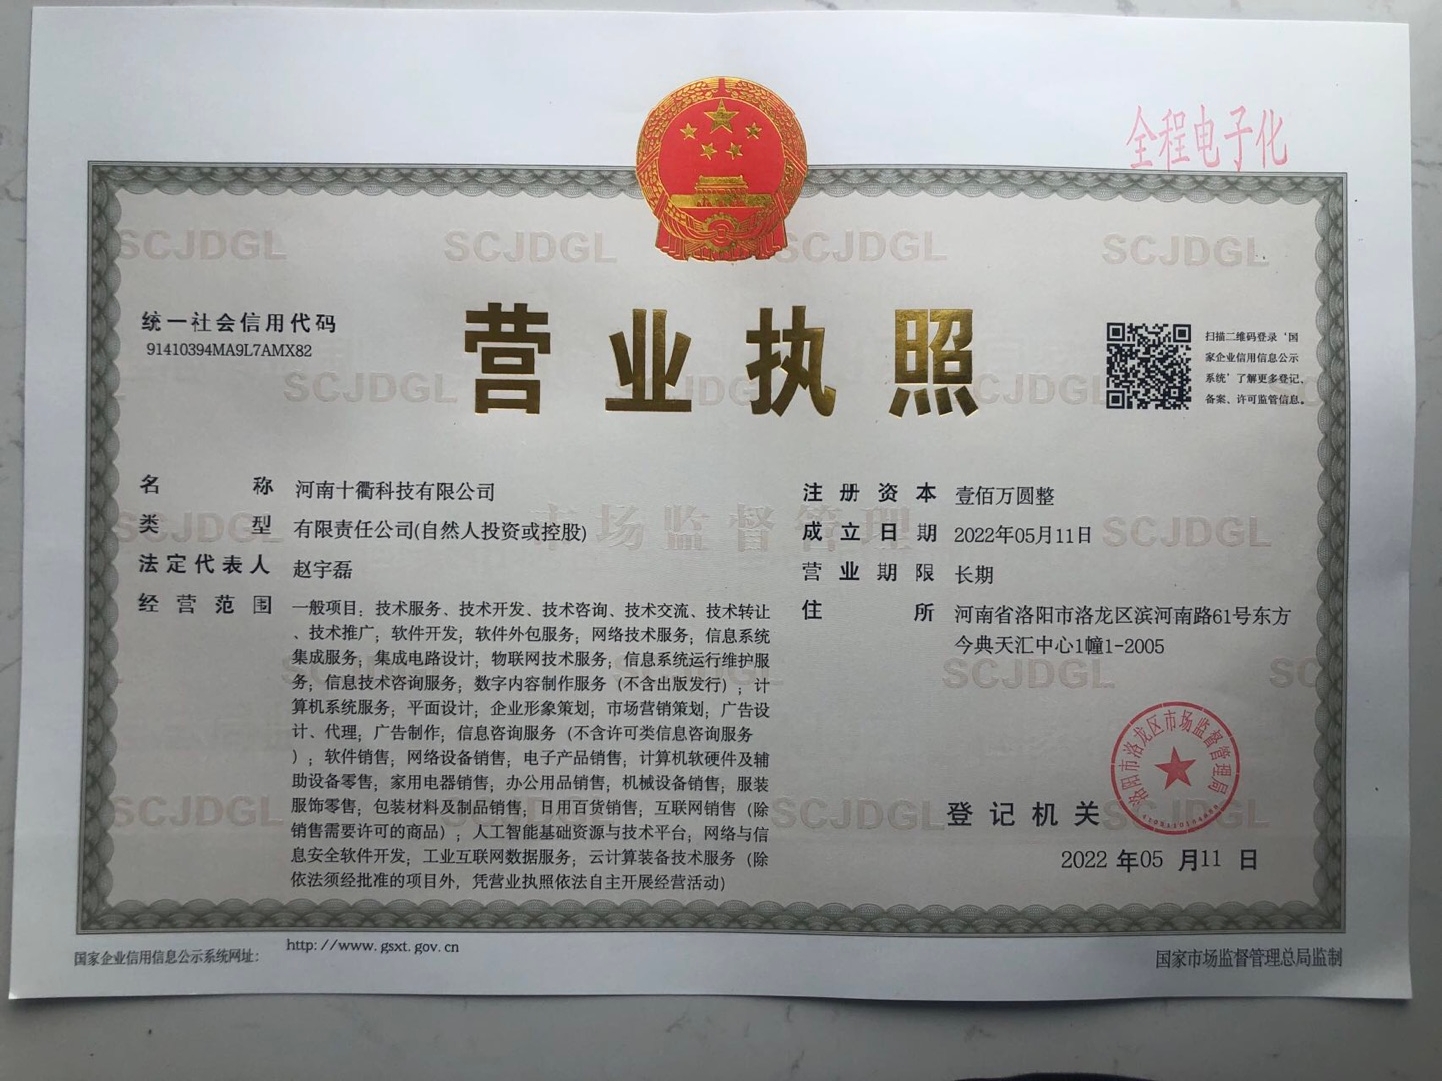 全程电子化
统一社会信用代码
91410394MA9L7AMX82
营业执照
扫描二维码登录‘国
家企业信用信息公示
系统’了解更多登记、
备案、许可监管信息。
名称 河南十衢科技有限公司
类型 有限责任公司(自然人投资或控股)
法定代表人 赵宇磊
经营范围 一般项目：技术服务、技术开发、技术咨询、技术交流、技术转让
、技术推广；软件开发；软件外包服务；网络技术服务；信息系统
集成服务；集成电路设计；物联网技术服务；信息系统运行维护服
务；信息技术咨询服务；数字内容制作服务（不含出版发行）；计
算机系统服务；平面设计；企业形象策划；市场营销策划；广告设
计、代理；广告制作；信息咨询服务（不含许可类信息咨询服务
）；软件销售；网络设备销售；电子产品销售；计算机软硬件及辅
助设备零售；家用电器销售；办公用品销售；机械设备销售；服装
服饰零售；包装材料及制品销售；日用百货销售；互联网销售（除
销售需要许可的商品）；人工智能基础资源与技术平台；网络与信
息安全软件开发；工业互联网数据服务；云计算装备技术服务（除
依法须经批准的项目外，凭营业执照依法自主开展经营活动）
注册资本 壹佰万圆整
成立日期 2022年05月11日
营业期限 长期
住所 河南省洛阳市洛龙区滨河南路61号东方
今典天汇中心1幢1-2005
洛阳市洛龙区市场监督管理局
登记机关
2022 年05 月11 日
国家企业信用信息公示系统网址：
http://www.gsxt.gov.cn
国家市场监督管理总局监制
SCJDGL
市场监督管理